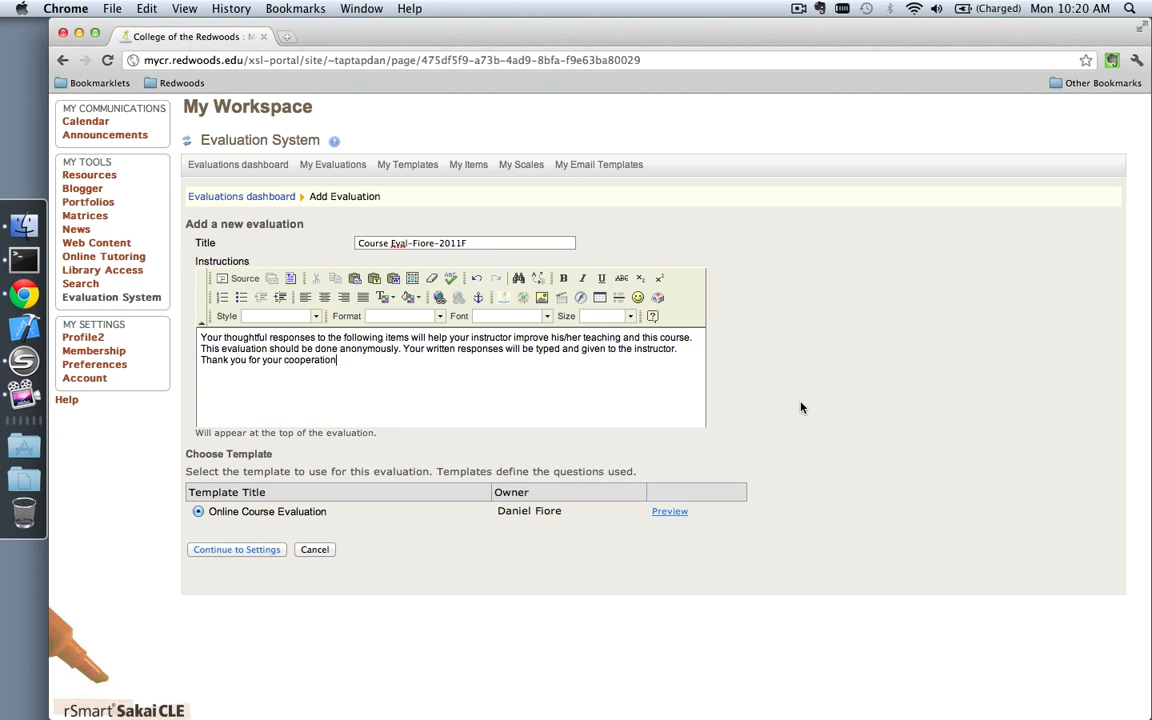 Chrome File Edit View History Bookmarks Window Help (Charged) Mon 10:20 AM
College of the Redwoods : M
mycr.redwoods.edu/xsl-portal/site/~taptapdan/page/475df5f9-a73b-4ad9-8bfa-f9e63ba80029
Bookmarklets Redwoods Other Bookmarks
MY COMMUNICATIONS
Calendar
Announcements
MY TOOLS
Resources
Blogger
Portfolios
Matrices
News
Web Content
Online Tutoring
Library Access
Search
Evaluation System
MY SETTINGS
Profile2
Membership
Preferences
Account
Help
My Workspace
Evaluation System
Evaluations dashboard My Evaluations My Templates My Items My Scales My Email Templates
Evaluations dashboard Add Evaluation
Add a new evaluation
Title Course Eval-Fiore-2011F
Instructions
Source
B I U ABC x₂ x²
Style Format Font Size
Your thoughtful responses to the following items will help your instructor improve his/her teaching and this course.
This evaluation should be done anonymously. Your written responses will be typed and given to the instructor.
Thank you for your cooperation
Will appear at the top of the evaluation.
Choose Template
Select the template to use for this evaluation. Templates define the questions used.
Template Title Owner
Online Course Evaluation Daniel Fiore Preview
Continue to Settings Cancel
rSmart Sakai CLE